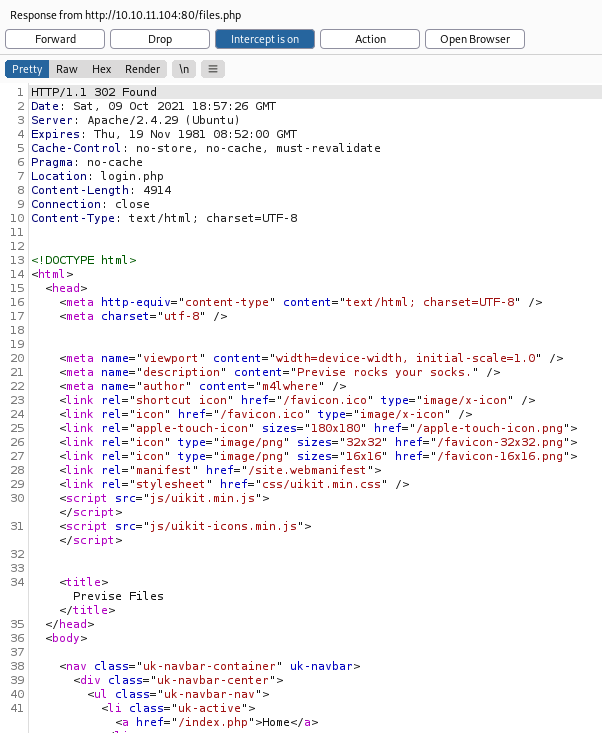 Response from http://10.10.11.104:80/files.php
Forward Drop Intercept is on Action Open Browser
Pretty Raw Hex Render \n ≡
1 HTTP/1.1 302 Found
2 Date: Sat, 09 Oct 2021 18:57:26 GMT
3 Server: Apache/2.4.29 (Ubuntu)
4 Expires: Thu, 19 Nov 1981 08:52:00 GMT
5 Cache-Control: no-store, no-cache, must-revalidate
6 Pragma: no-cache
7 Location: login.php
8 Content-Length: 4914
9 Connection: close
10 Content-Type: text/html; charset=UTF-8
11
12
13 <!DOCTYPE html>
14 <html>
15 <head>
16 <meta http-equiv="content-type" content="text/html; charset=UTF-8" />
17 <meta charset="utf-8" />
18
19
20 <meta name="viewport" content="width=device-width, initial-scale=1.0" />
21 <meta name="description" content="Previse rocks your socks." />
22 <meta name="author" content="m4lwhere" />
23 <link rel="shortcut icon" href="/favicon.ico" type="image/x-icon" />
24 <link rel="icon" href="/favicon.ico" type="image/x-icon" />
25 <link rel="apple-touch-icon" sizes="180x180" href="/apple-touch-icon.png">
26 <link rel="icon" type="image/png" sizes="32x32" href="/favicon-32x32.png">
27 <link rel="icon" type="image/png" sizes="16x16" href="/favicon-16x16.png">
28 <link rel="manifest" href="/site.webmanifest">
29 <link rel="stylesheet" href="css/uikit.min.css" />
30 <script src="js/uikit.min.js">
</script>
31 <script src="js/uikit-icons.min.js">
</script>
32
33
34 <title>
Previse Files
</title>
35 </head>
36 <body>
37
38 <nav class="uk-navbar-container" uk-navbar>
39 <div class="uk-navbar-center">
40 <ul class="uk-navbar-nav">
41 <li class="uk-active">
<a href="/index.php">Home</a>